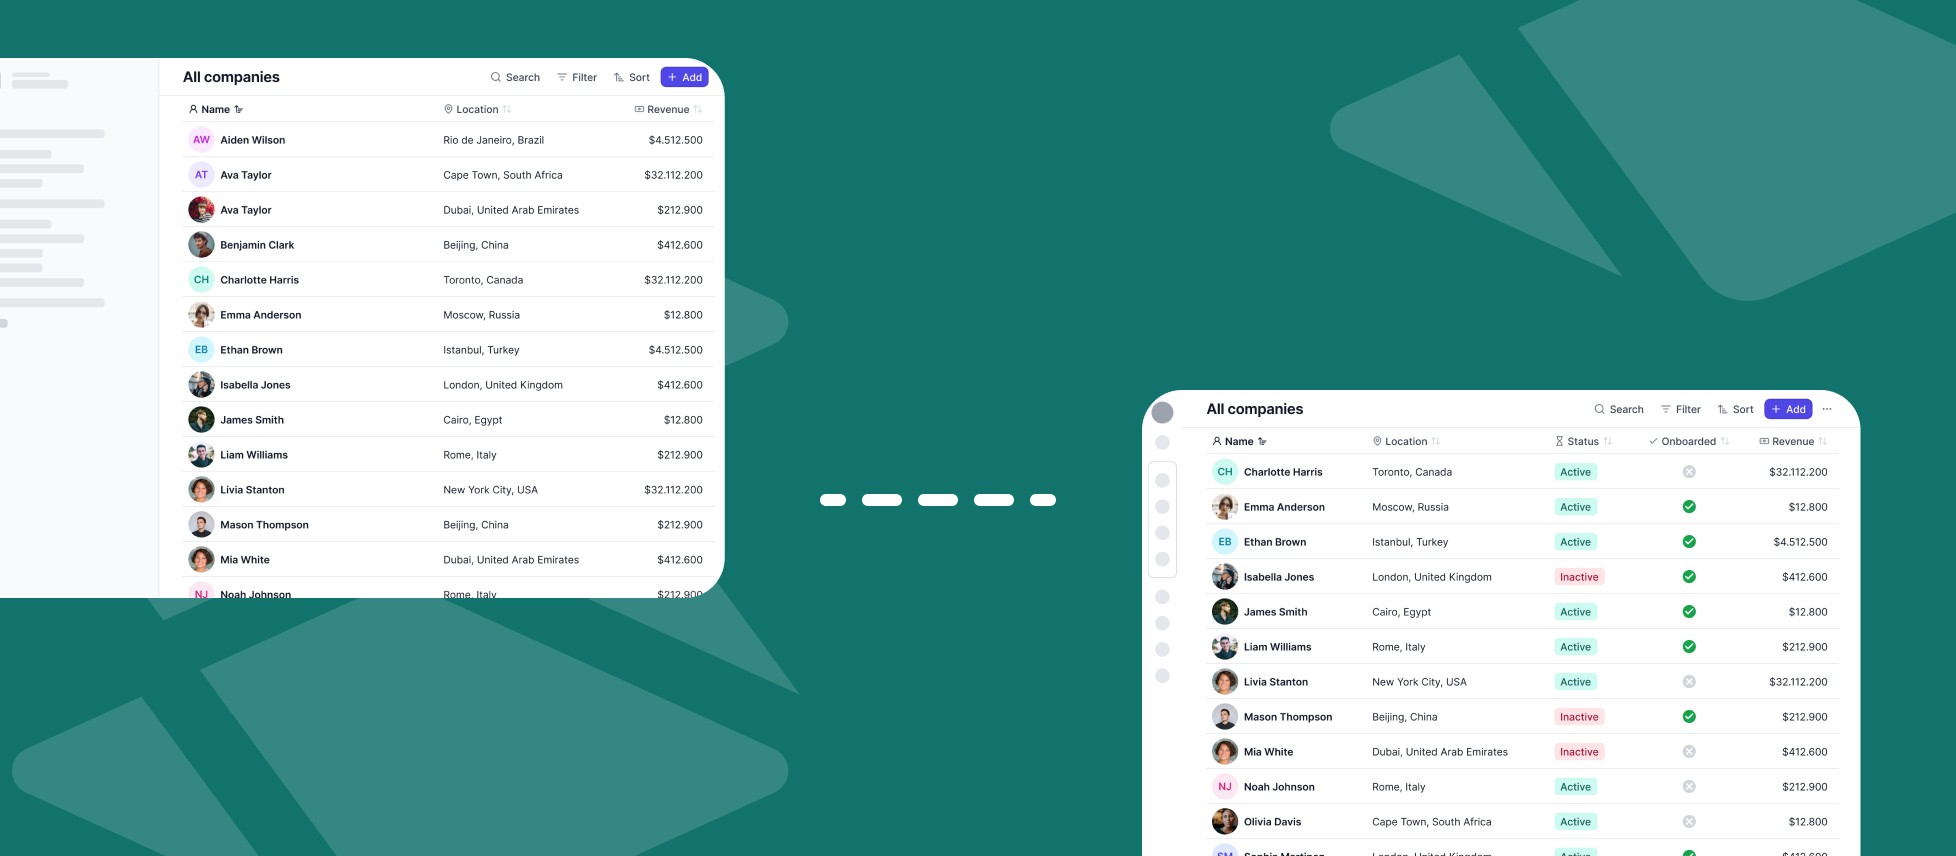 All companies Search Filter Sort + Add
Name Location Revenue
AW Aiden Wilson Rio de Janeiro, Brazil $4.512.500
AT Ava Taylor Cape Town, South Africa $32.112.200
Ava Taylor Dubai, United Arab Emirates $212.900
Benjamin Clark Beijing, China $412.600
CH Charlotte Harris Toronto, Canada $32.112.200
Emma Anderson Moscow, Russia $12.800
EB Ethan Brown Istanbul, Turkey $4.512.500
Isabella Jones London, United Kingdom $412.600
James Smith Cairo, Egypt $12.800
Liam Williams Rome, Italy $212.900
Livia Stanton New York City, USA $32.112.200
Mason Thompson Beijing, China $212.900
Mia White Dubai, United Arab Emirates $412.600
NJ Noah Johnson Rome, Italy $212.900
All companies Search Filter Sort + Add ...
Name Location Status Onboarded Revenue
CH Charlotte Harris Toronto, Canada Active $32.112.200
Emma Anderson Moscow, Russia Active $12.800
EB Ethan Brown Istanbul, Turkey Active $4.512.500
Isabella Jones London, United Kingdom Inactive $412.600
James Smith Cairo, Egypt Active $12.800
Liam Williams Rome, Italy Active $212.900
Livia Stanton New York City, USA Active $32.112.200
Mason Thompson Beijing, China Inactive $212.900
Mia White Dubai, United Arab Emirates Inactive $412.600
NJ Noah Johnson Rome, Italy Active $212.900
Olivia Davis Cape Town, South Africa Active $12.800
SM London, United Kingdom Active $412.600